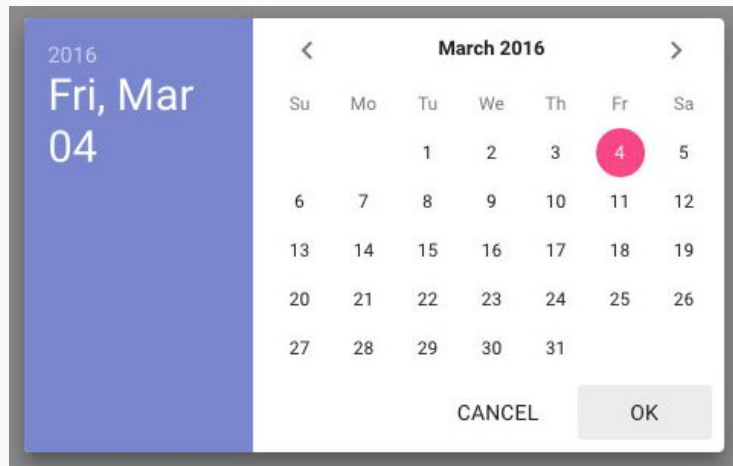 2016
Fri, Mar
04
March 2016
Su Mo Tu We Th Fr Sa
1 2 3 4 5
6 7 8 9 10 11 12
13 14 15 16 17 18 19
20 21 22 23 24 25 26
27 28 29 30 31
CANCEL OK